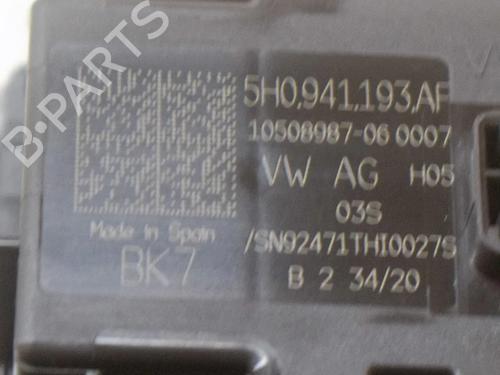 B-PARTS
5H0.941.193.AF
10508987-06 0007
VW AG H05
03S
Made in Spain
/SN92471THI0027S
BK7
B 2 34/20